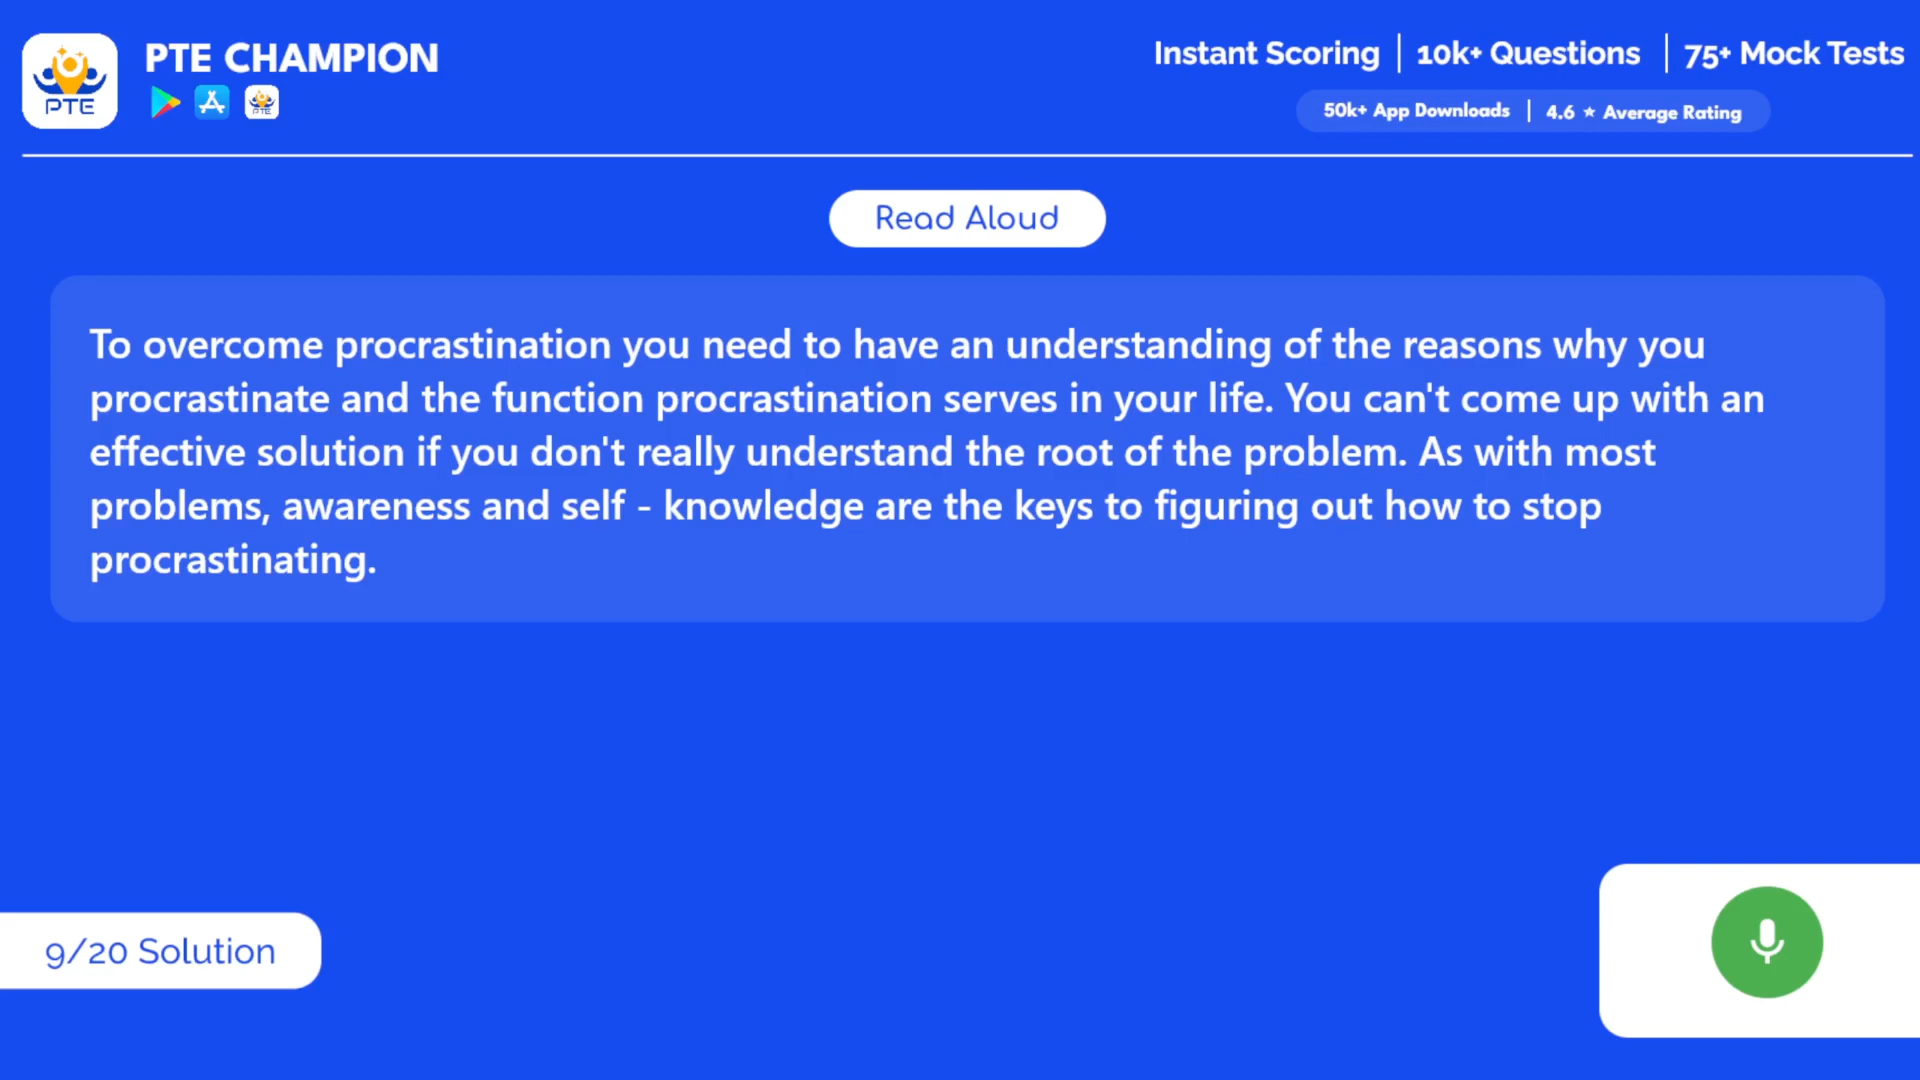 PTE CHAMPION
PTE
PTE
Instant Scoring | 10k+ Questions | 75+ Mock Tests
50k+ App Downloads | 4.6 ★ Average Rating
Read Aloud
To overcome procrastination you need to have an understanding of the reasons why you
procrastinate and the function procrastination serves in your life. You can't come up with an
effective solution if you don't really understand the root of the problem. As with most
problems, awareness and self - knowledge are the keys to figuring out how to stop
procrastinating.
9/20 Solution